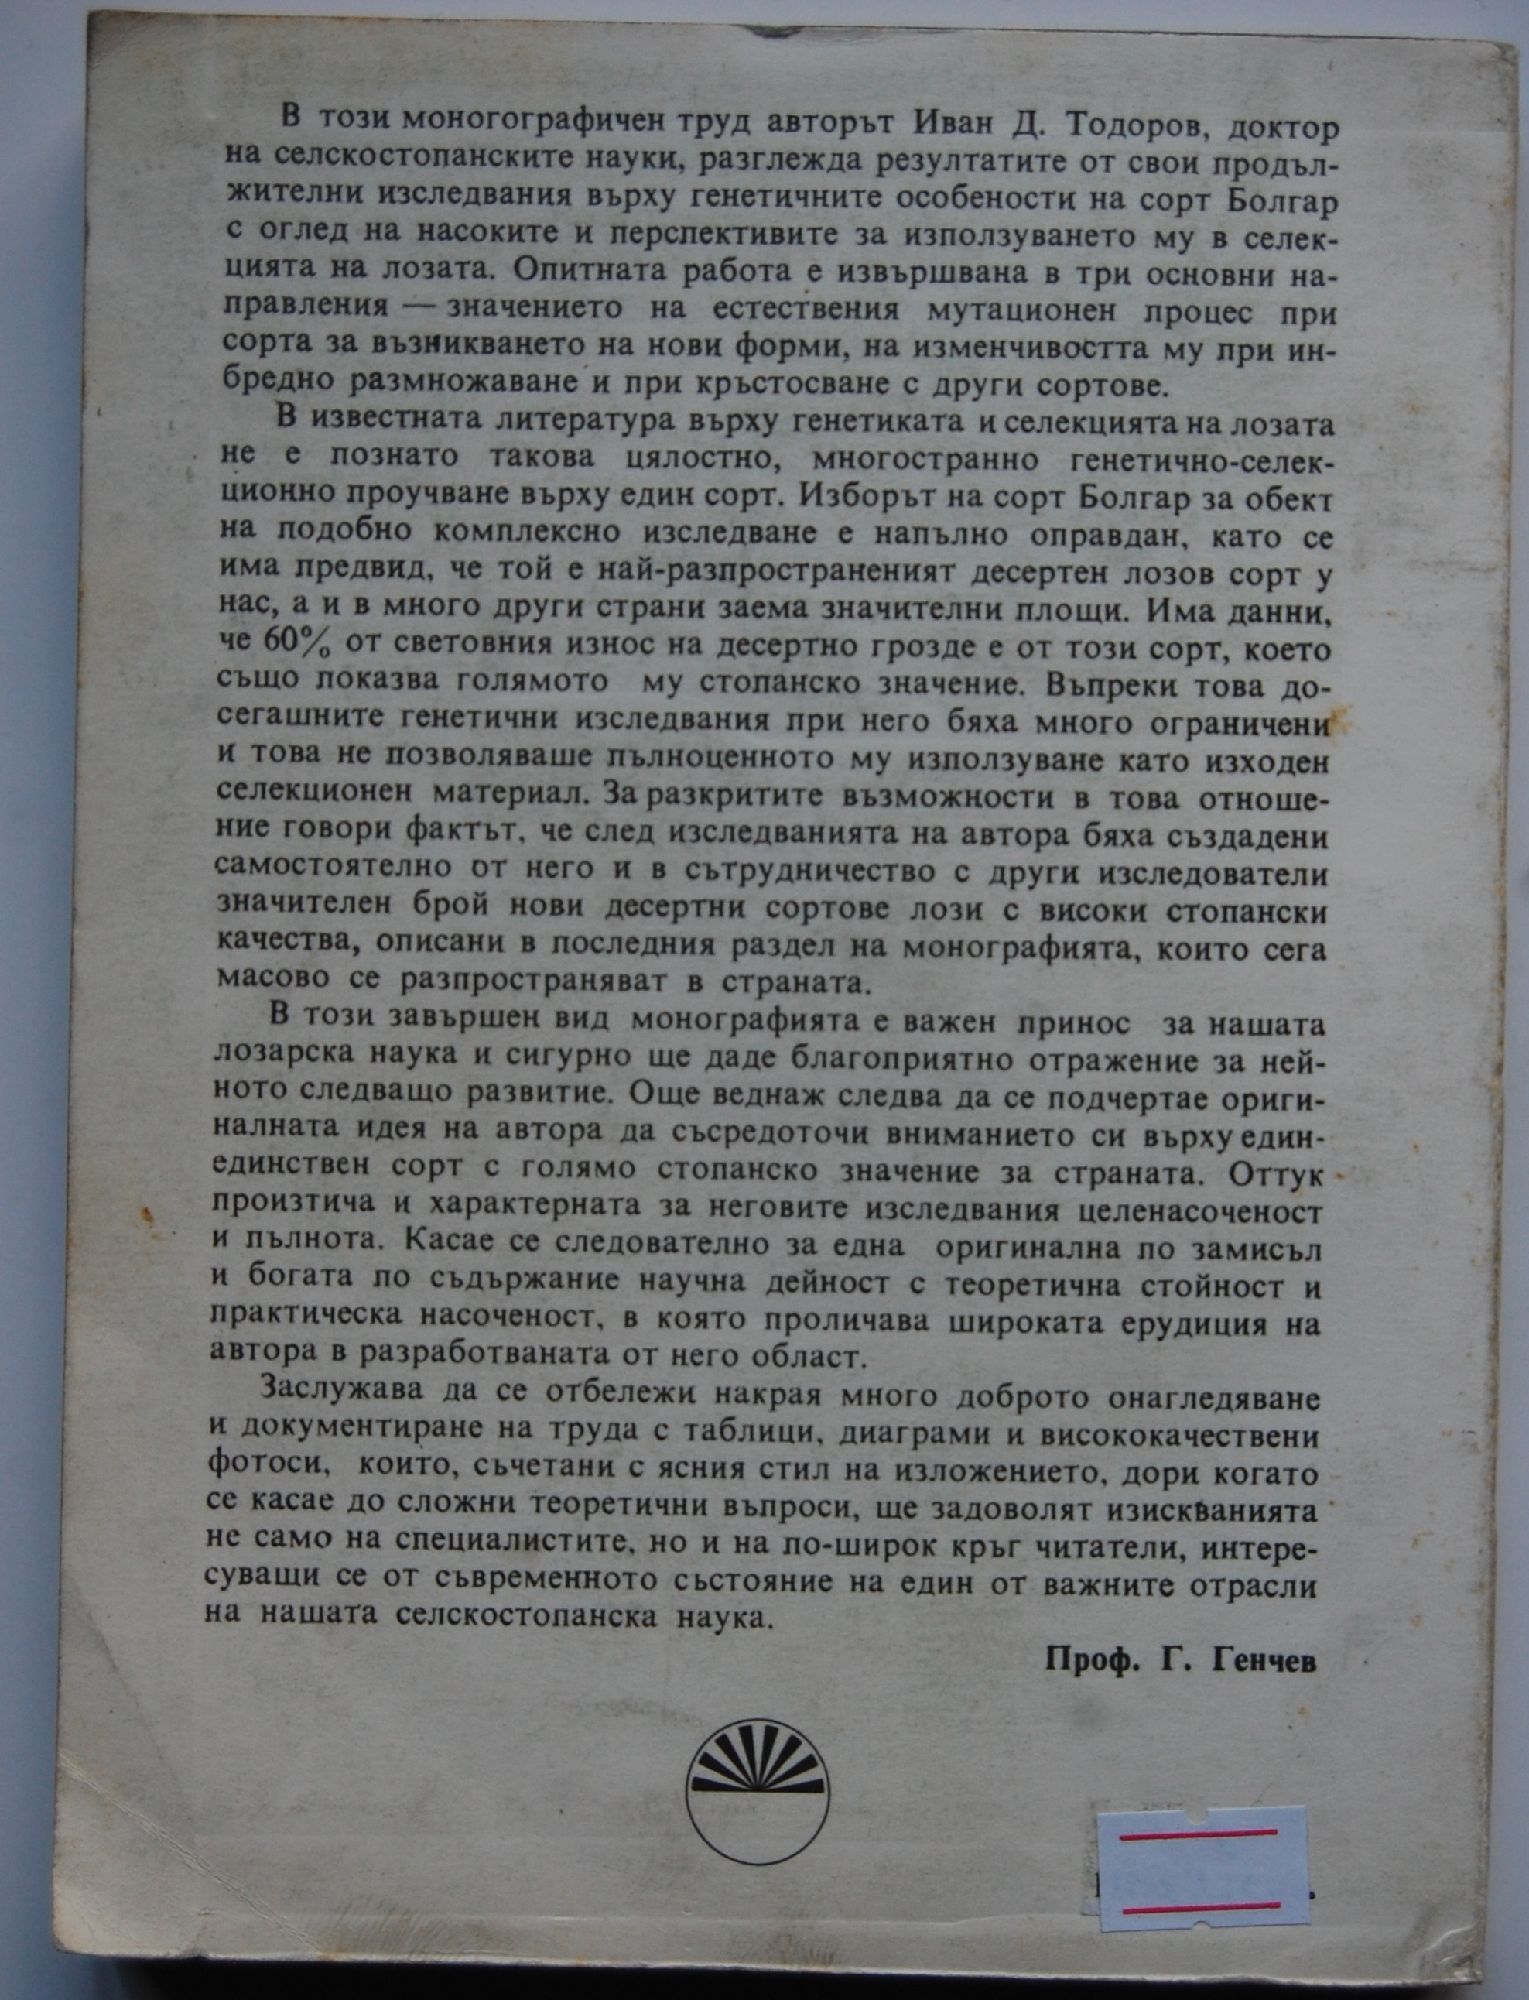 В този моногографичен труд авторът Иван Д. Тодоров, доктор
на селскостопанските науки, разглежда резултатите от свои продъл-
жителни изследвания върху генетичните особености на сорт Болгар
с оглед на насоките и перспективите за използуването му в селек-
цията на лозата. Опитната работа е извършвана в три основни на-
правления — значението на естествения мутационен процес при
сорта за възникването на нови форми, на изменчивостта му при ин-
бредно размножаване и при кръстосване с други сортове.
В известната литература върху генетиката и селекцията на лозата
не е познато такова цялостно, многостранно генетично-селек-
ционно проучване върху един сорт. Изборът на сорт Болгар за обект
на подобно комплексно изследване е напълно оправдан, като се
има предвид, че той е най-разпространеният десертен лозов сорт у
нас, а и в много други страни заема значителни площи. Има данни,
че 60% от световния износ на десертно грозде е от този сорт, което
също показва голямото му стопанско значение. Въпреки това до-
сегашните генетични изследвания при него бяха много ограничени
и това не позволяваше пълноценното му използуване като изходен
селекционен материал. За разкритите възможности в това отноше-
ние говори фактът, че след изследванията на автора бяха създадени
самостоятелно от него и в сътрудничество с други изследователи
значителен брой нови десертни сортове лози с високи стопански
качества, описани в последния раздел на монографията, които сега
масово се разпространяват в страната.
В този завършен вид монографията е важен принос за нашата
лозарска наука и сигурно ще даде благоприятно отражение за ней-
ното следващо развитие. Още веднаж следва да се подчертае ориги-
налната идея на автора да съсредоточи вниманието си върху един-
единствен сорт с голямо стопанско значение за страната. Оттук
произтича и характерната за неговите изследвания целенасоченост
и пълнота. Касае се следователно за една оригинална по замисъл
и богата по съдържание научна дейност с теоретична стойност и
практическа насоченост, в която проличава широката ерудиция на
автора в разработваната от него област.
Заслужава да се отбележи накрая много доброто онагледяване
и документиране на труда с таблици, диаграми и висококачествени
фотоси, които, съчетани с ясния стил на изложението, дори когато
се касае до сложни теоретични въпроси, ще задоволят изискванията
не само на специалистите, но и на по-широк кръг читатели, интере-
суващи се от съвременното състояние на един от важните отрасли
на нашата селскостопанска наука.
Проф. Г. Генчев